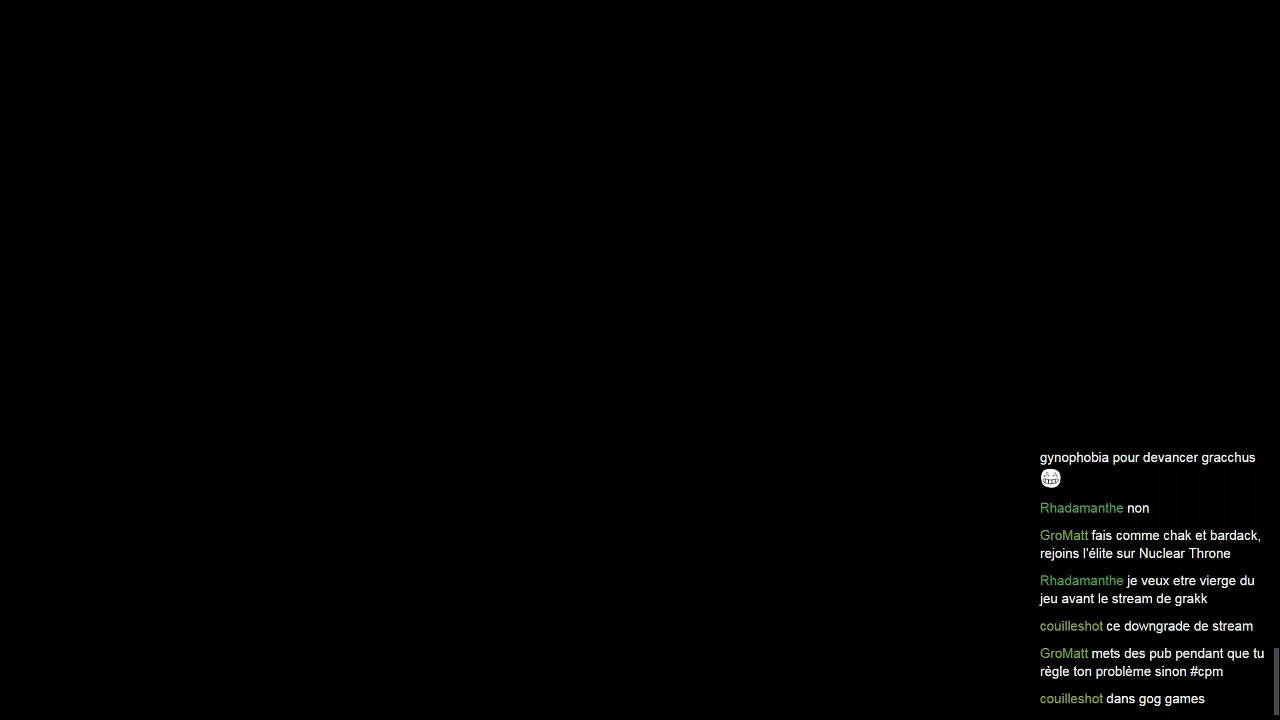 gynophobia pour devancer gracchus
Rhadamanthe non
GroMatt fais comme chak et bardack,
rejoins l'élite sur Nuclear Throne
Rhadamanthe je veux etre vierge du
jeu avant le stream de grakk
couilleshot ce downgrade de stream
GroMatt mets des pub pendant que tu
règle ton problème sinon #cpm
couilleshot dans gog games